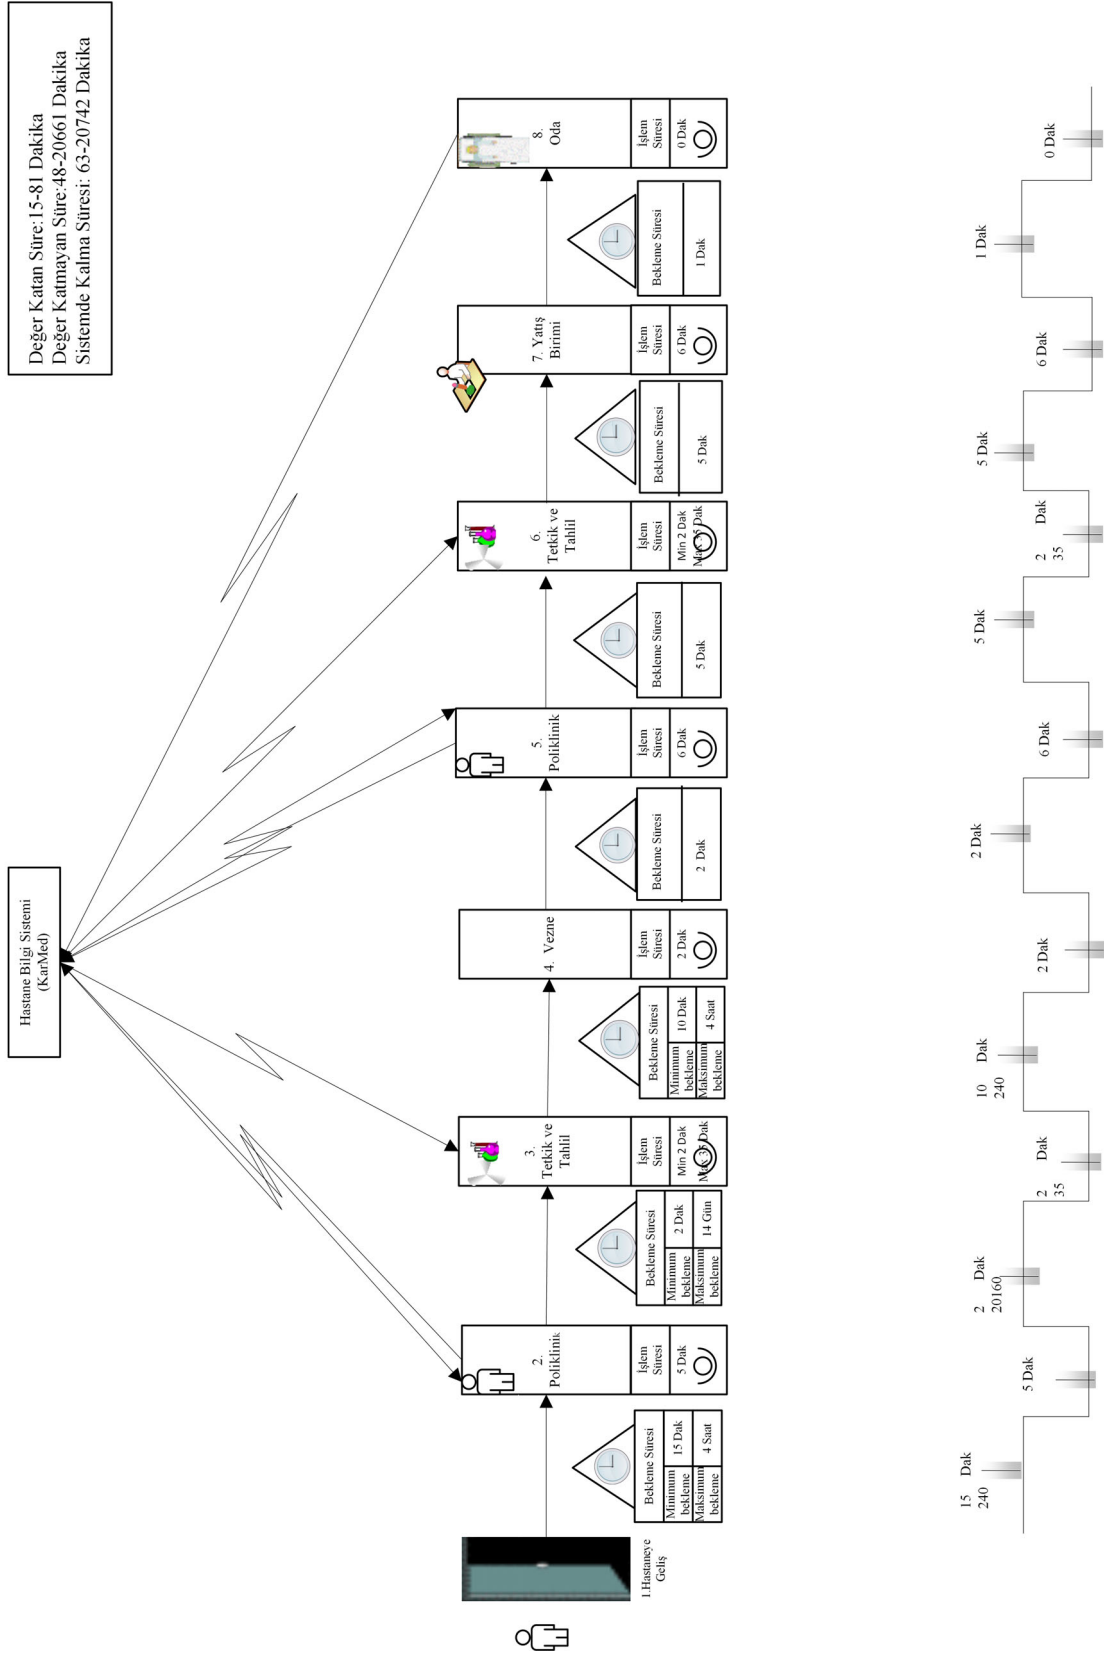 Değer Katan Süre:15-81 Dakika
Değer Katmayan Süre:48-20661 Dakika
Sistemde Kalma Süresi: 63-20742 Dakika
Hastane Bilgi Sistemi
(KarMed)
1.Hastaneye
Geliş
Bekleme Süresi
Minimum
bekleme
15 Dak
Maksimum
bekleme
4 Saat
2.
Poliklinik
İşlem
Süresi
5 Dak
Bekleme Süresi
Minimum
bekleme
2 Dak
Maksimum
bekleme
14 Gün
3.
Tetkik ve
Tahlil
İşlem
Süresi
Min 2 Dak
Max 35 Dak
Bekleme Süresi
Minimum
bekleme
10 Dak
Maksimum
bekleme
4 Saat
4. Vezne
İşlem
Süresi
2 Dak
Bekleme Süresi
2 Dak
5.
Poliklinik
İşlem
Süresi
6 Dak
Bekleme Süresi
5 Dak
6.
Tetkik ve
Tahlil
İşlem
Süresi
Min 2 Dak
Max 35 Dak
Bekleme Süresi
5 Dak
7. Yatış
Birimi
İşlem
Süresi
6 Dak
Bekleme Süresi
1 Dak
8.
Oda
İşlem
Süresi
0 Dak
15 Dak
240
5 Dak
2 Dak
20160
2 Dak
35
10 Dak
240
2 Dak
2 Dak
6 Dak
5 Dak
2 Dak
35
5 Dak
6 Dak
1 Dak
0 Dak